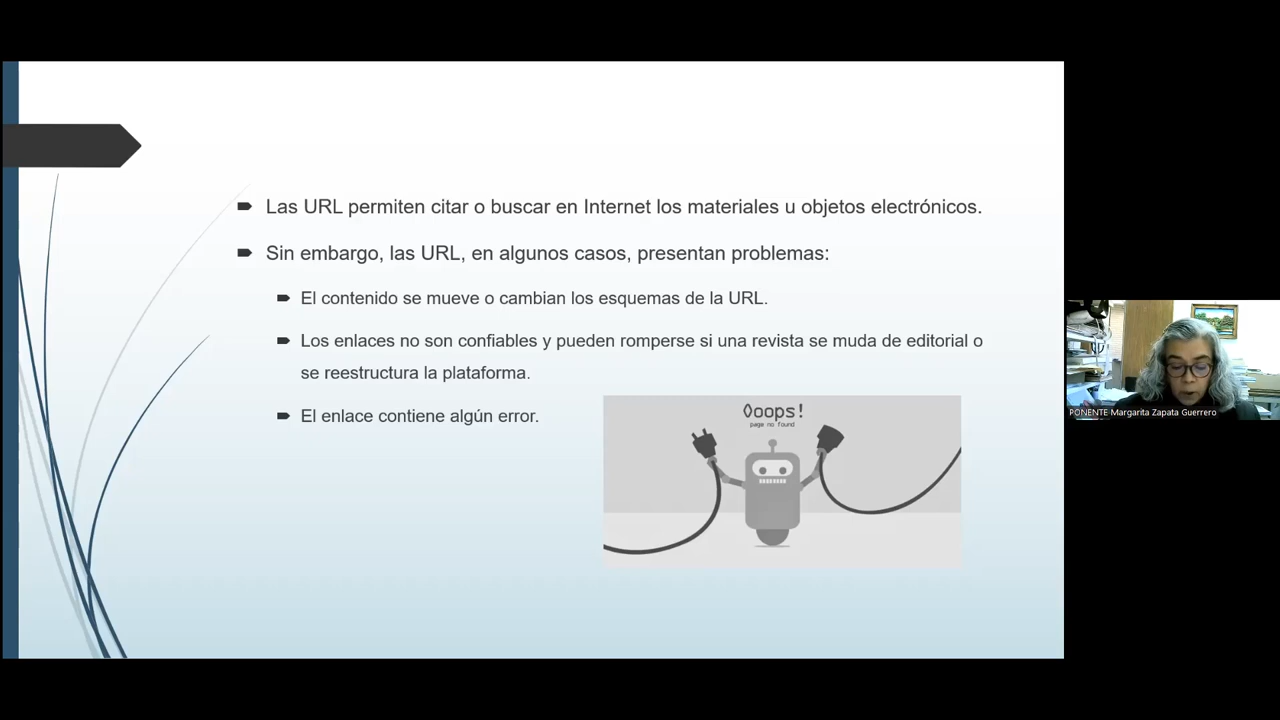 Las URL permiten citar o buscar en Internet los materiales u objetos electrónicos.
Sin embargo, las URL, en algunos casos, presentan problemas:
El contenido se mueve o cambian los esquemas de la URL.
Los enlaces no son confiables y pueden romperse si una revista se muda de editorial o
se reestructura la plataforma.
El enlace contiene algún error.
Ooops!
page no found
PONENTE Margarita Zapata Guerrero